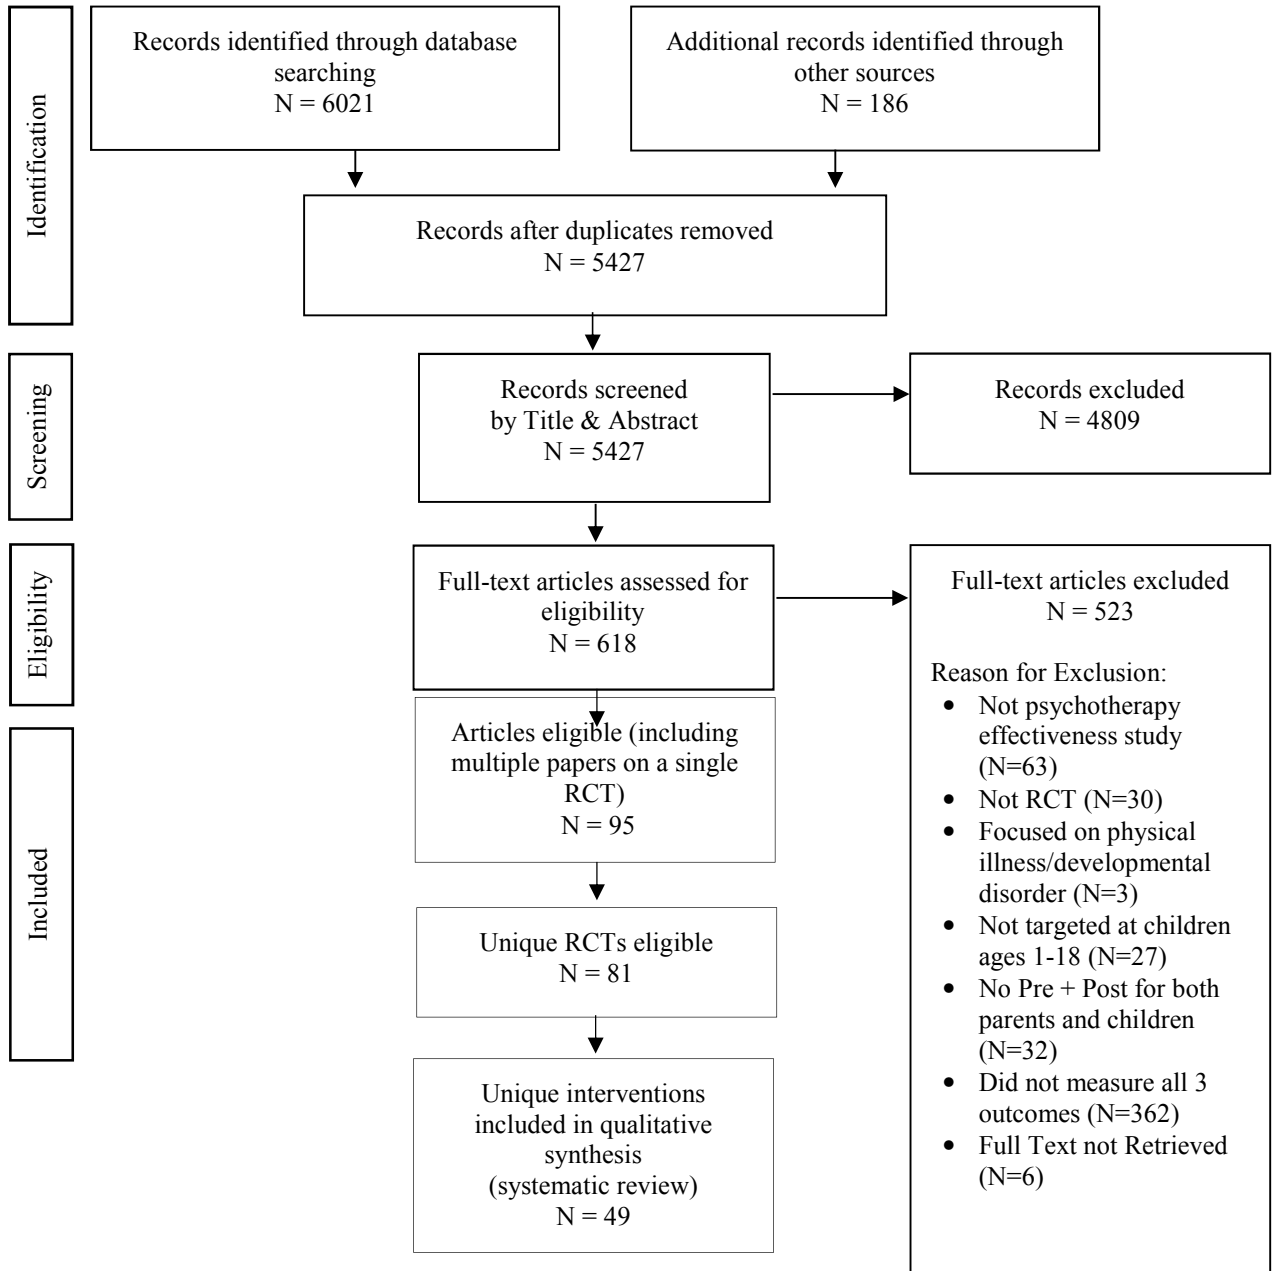 Identification
Records identified through database
searching
N = 6021
Additional records identified through
other sources
N = 186
Records after duplicates removed
N = 5427
Screening
Records screened
by Title & Abstract
N = 5427
Records excluded
N = 4809
Eligibility
Full-text articles assessed for
eligibility
N = 618
Full-text articles excluded
N = 523
Reason for Exclusion:
• Not psychotherapy
effectiveness study
(N=63)
• Not RCT (N=30)
• Focused on physical
illness/developmental
disorder (N=3)
• Not targeted at children
ages 1-18 (N=27)
• No Pre + Post for both
parents and children
(N=32)
• Did not measure all 3
outcomes (N=362)
• Full Text not Retrieved
(N=6)
Included
Articles eligible (including
multiple papers on a single
RCT)
N = 95
Unique RCTs eligible
N = 81
Unique interventions
included in qualitative
synthesis
(systematic review)
N = 49